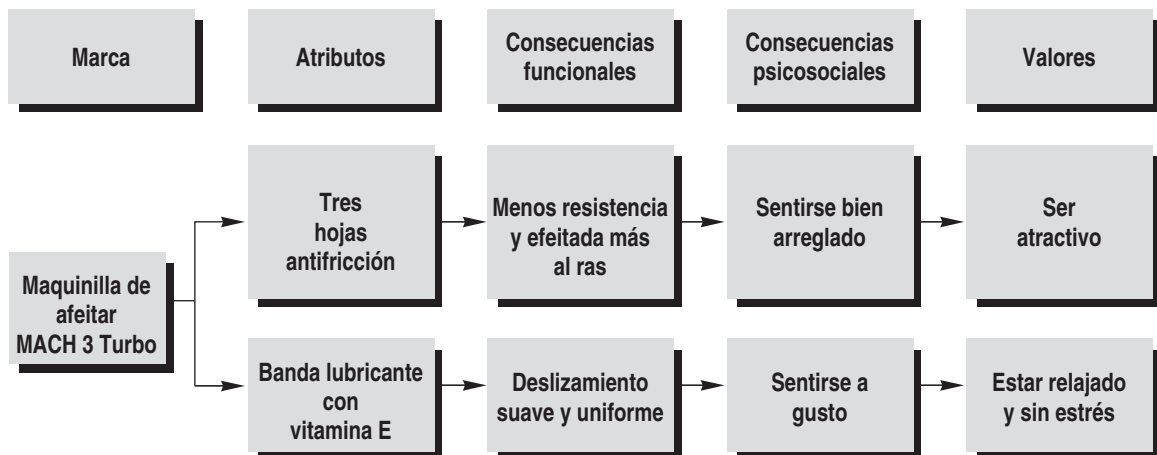 Marca
Atributos
Consecuencias
funcionales
Consecuencias
psicosociales
Valores
Maquinilla de
afeitar
MACH 3 Turbo
Tres
hojas
antifricción
Menos resistencia
y efeitada más
al ras
Sentirse bien
arreglado
Ser
atractivo
Banda lubricante
con
vitamina E
Deslizamiento
suave y uniforme
Sentirse a
gusto
Estar relajado
y sin estrés